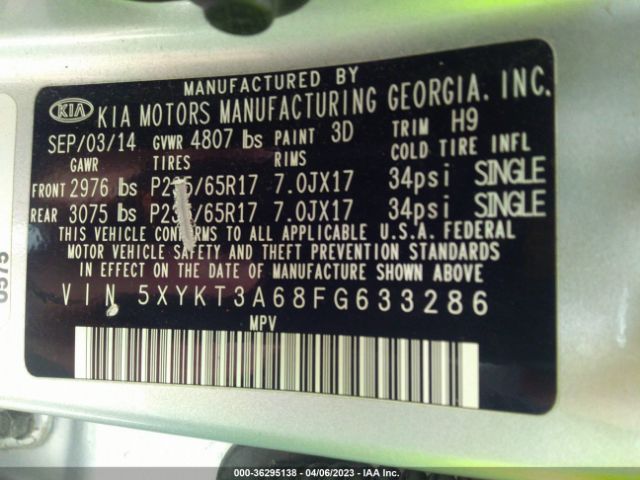 MANUFACTURED BY
KIA KIA MOTORS MANUFACTURING GEORGIA, INC.
SEP/03/14 GVWR 4807 lbs PAINT 3D TRIM H9
GAWR TIRES RIMS COLD TIRE INFL
FRONT 2976 lbs P235/65R17 7.0JX17 34psi SINGLE
REAR 3075 lbs P235/65R17 7.0JX17 34psi SINGLE
THIS VEHICLE CONFORMS TO ALL APPLICABLE U.S.A. FEDERAL
MOTOR VEHICLE SAFETY AND THEFT PREVENTION STANDARDS
IN EFFECT ON THE DATE OF MANUFACTURE SHOWN ABOVE.
VIN 5XYKT3A68FG633286
MPV
000-36295138 - 04/06/2023 - IAA Inc.